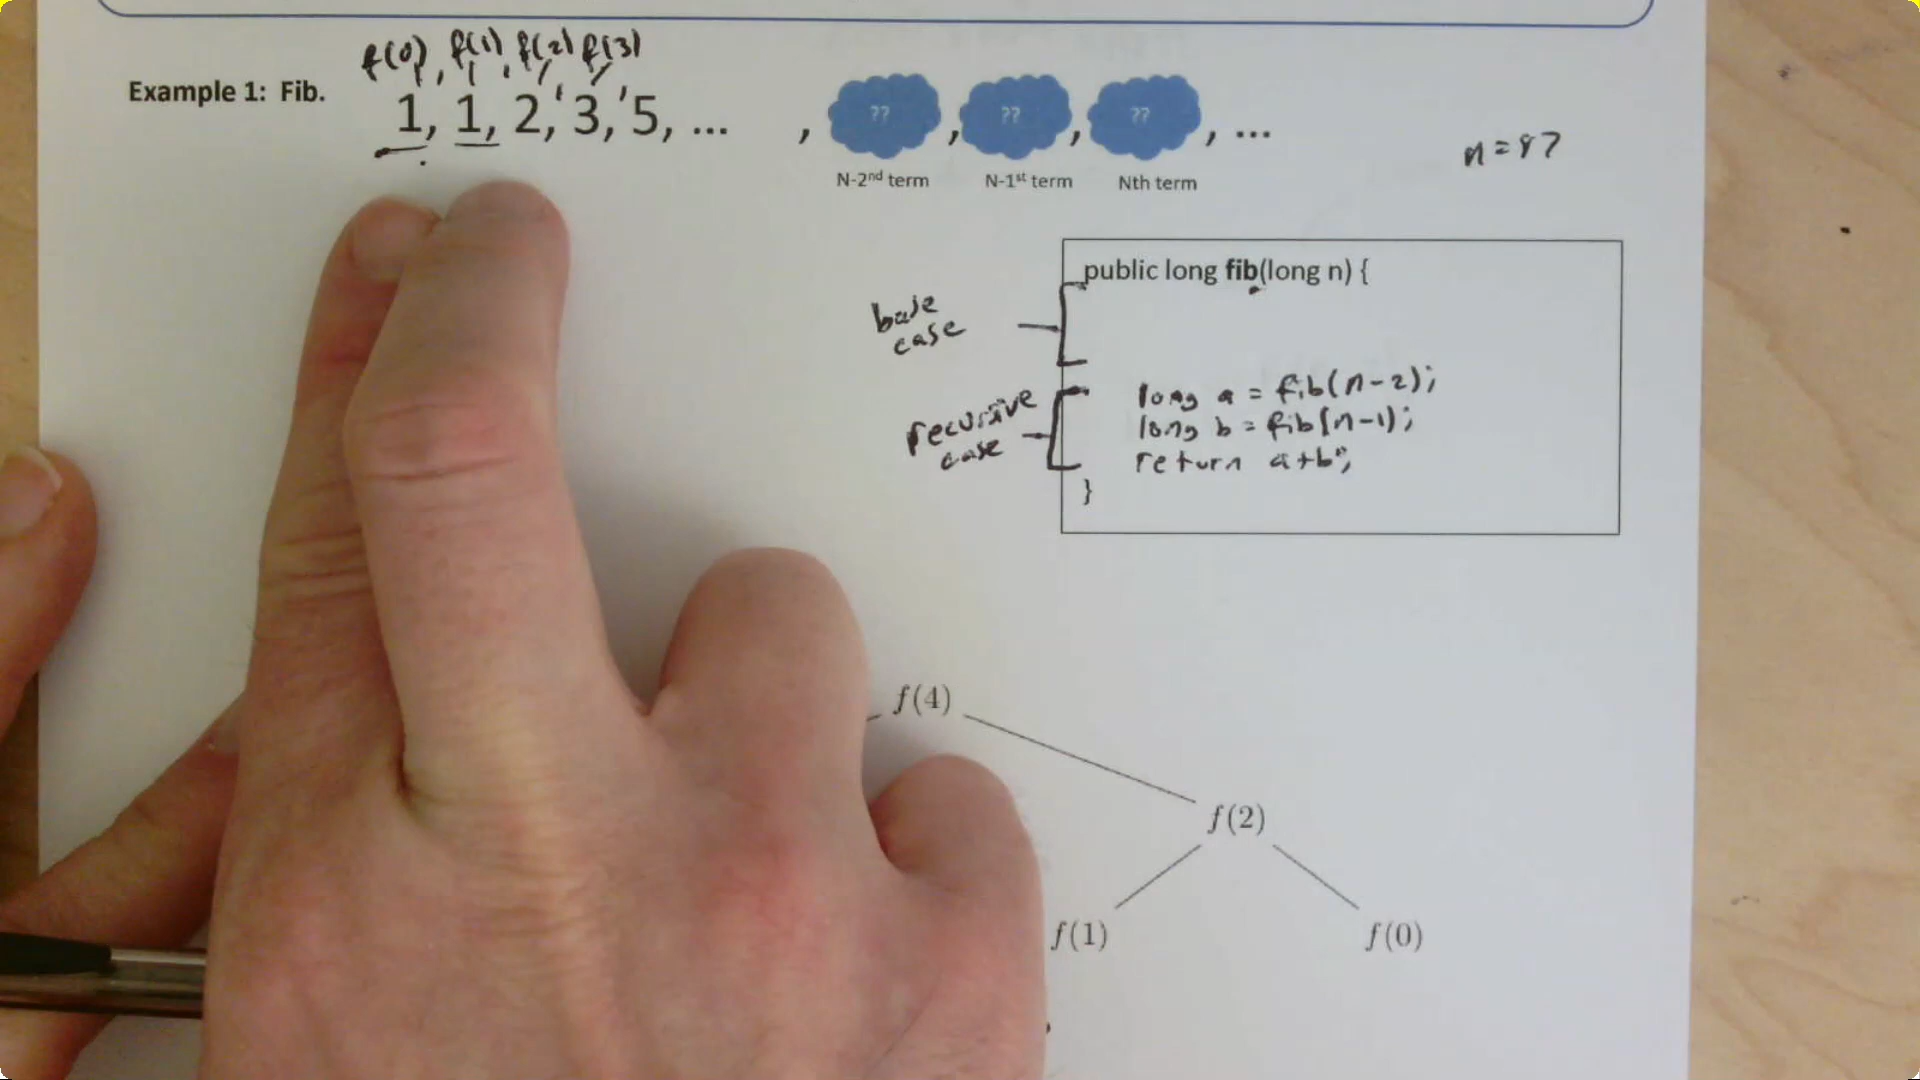 f(0), f(1), f(2) f(3)
Example 1: Fib.
1, 1, 2, 3, 5, ... , ??, ??, ??, ...
n=87
N-2nd term N-1st term Nth term
public long fib(long n) {
base
case
long a = fib(n-2);
recursive
case
long b = fib(n-1);
return a+b;
}
f(4)
f(2)
f(1) f(0)